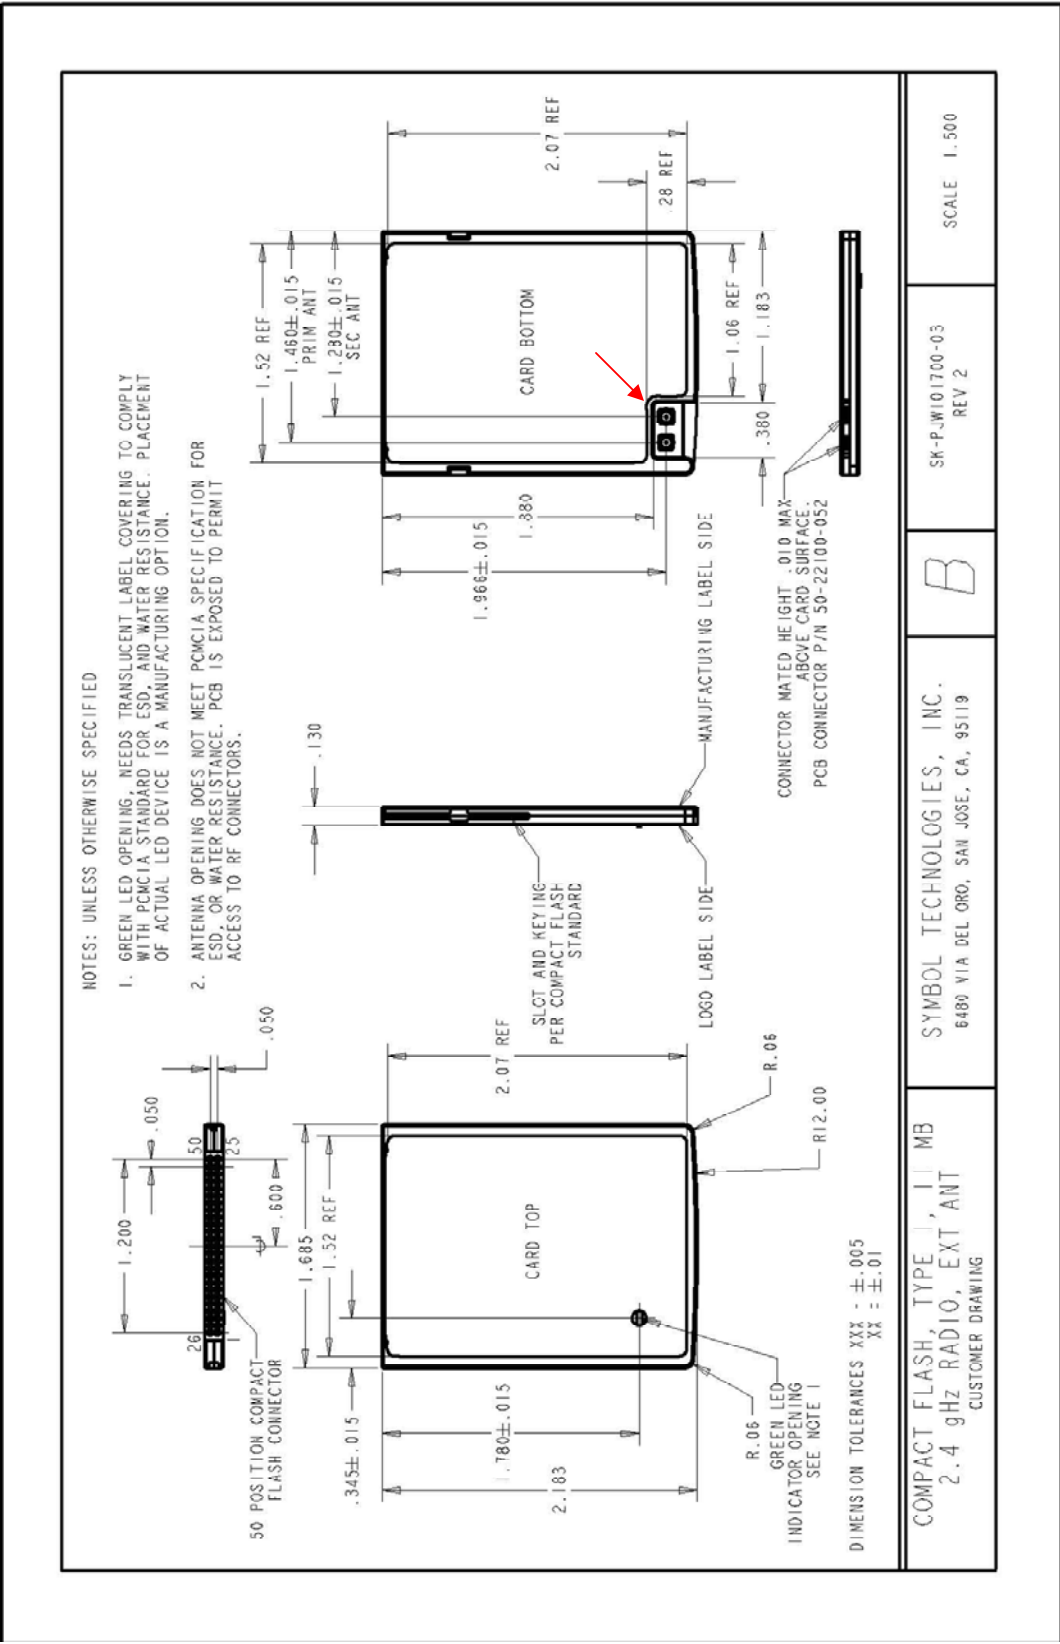 NOTES: UNLESS OTHERWISE SPECIFIED
1. GREEN LED OPENING, NEEDS TRANSLUCENT LABEL COVERING TO COMPLY
WITH PCMCIA STANDARD FOR ESD, AND WATER RESISTANCE. PLACEMENT
OF ACTUAL LED DEVICE IS A MANUFACTURING OPTION.
2. ANTENNA OPENING DOES NOT MEET PCMCIA SPECIFICATION FOR
ESD, OR WATER RESISTANCE. PCB IS EXPOSED TO PERMIT
ACCESS TO RF CONNECTORS.
1.200
.050
.050
26
50
1
25
.600
50 POSITION COMPACT
FLASH CONNECTOR
.345±.015
1.685
1.52 REF
2.07 REF
CARD TOP
1.780±.015
2.183
R.06
GREEN LED
INDICATOR OPENING
SEE NOTE 1
R.06
R12.00
.130
SLOT AND KEYING
PER COMPACT FLASH
STANDARD
LOGO LABEL SIDE
MANUFACTURING LABEL SIDE
1.52 REF
1.460±.015
PRIM ANT
1.280±.015
SEC ANT
2.07 REF
.28 REF
CARD BOTTOM
1.880
1.966±.015
1.06 REF
1.183
.380
CONNECTOR MATED HEIGHT .010 MAX
ABOVE CARD SURFACE.
PCB CONNECTOR P/N 50-22100-052
DIMENSION TOLERANCES XXX = ±.005
XX = ±.01
COMPACT FLASH, TYPE I, 11 MB
2.4 gHZ RADIO, EXT ANT
CUSTOMER DRAWING
SYMBOL TECHNOLOGIES, INC.
6480 VIA DEL ORO, SAN JOSE, CA, 95119
B
SK-PJW101700-03
REV 2
SCALE 1.500